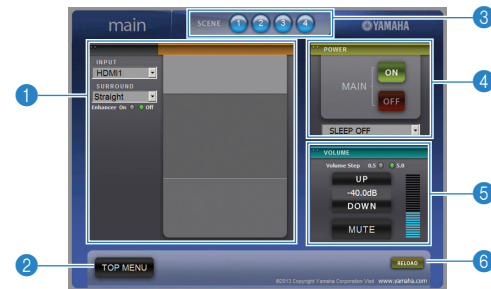 main
SCENE 1 2 3 4
YAMAHA
3
INPUT
HDMI1
SURROUND
Straight
Enhancer On Off
1
POWER
MAIN
ON
OFF
SLEEP OFF
4
VOLUME
Volume Step 0.5 5.0
UP
-40.0dB
DOWN
MUTE
5
2
TOP MENU
RELOAD
6
©2013 Copyright Yamaha Corporation Visit www.yamaha.com